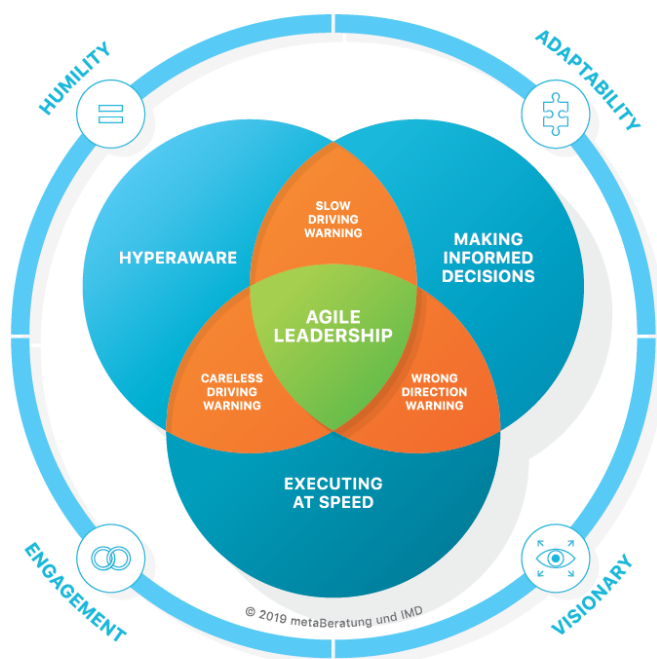 HUMILITY
ADAPTABILITY
SLOW
DRIVING
WARNING
HYPERAWARE
MAKING
INFORMED
DECISIONS
AGILE
LEADERSHIP
CARELESS
DRIVING
WARNING
WRONG
DIRECTION
WARNING
EXECUTING
AT SPEED
ENGAGEMENT
VISIONARY
© 2019 metaBeratung und IMD